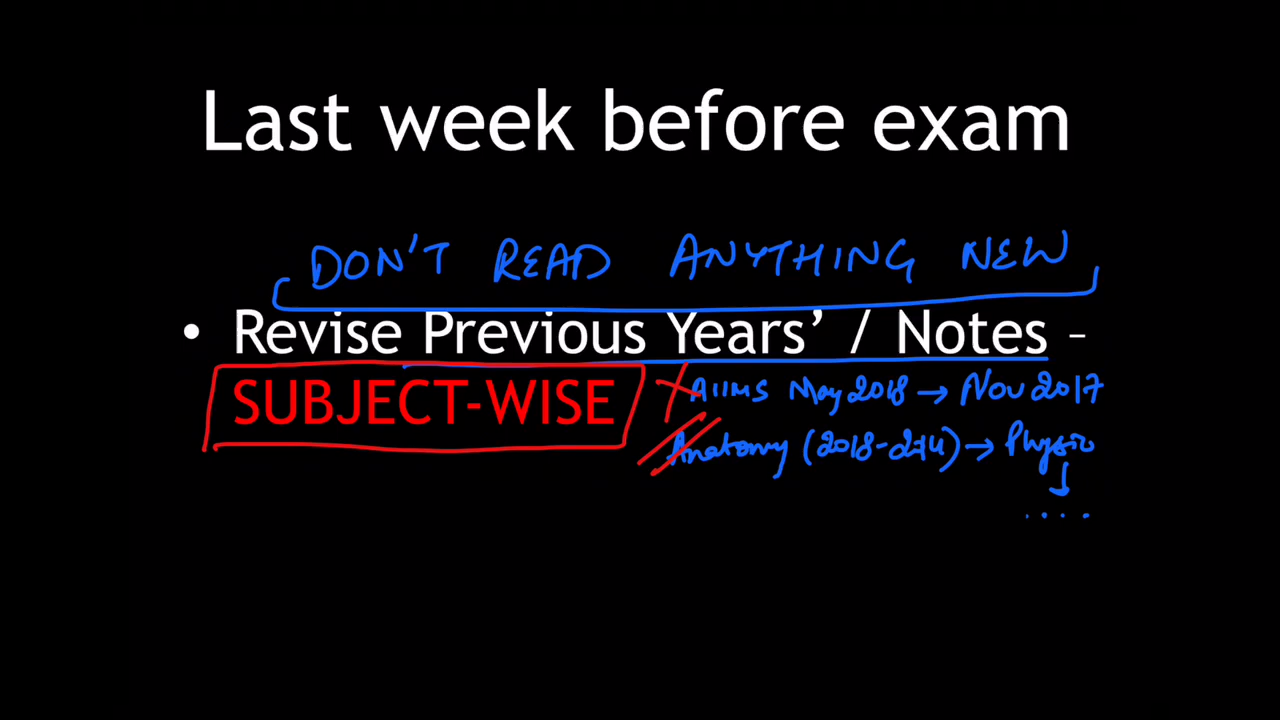 Last week before exam
DON'T READ ANYTHING NEW
• Revise Previous Years' / Notes –
SUBJECT-WISE
AIIMS May 2018 → Nov 2017
Anatomy (2018- → Physio
....